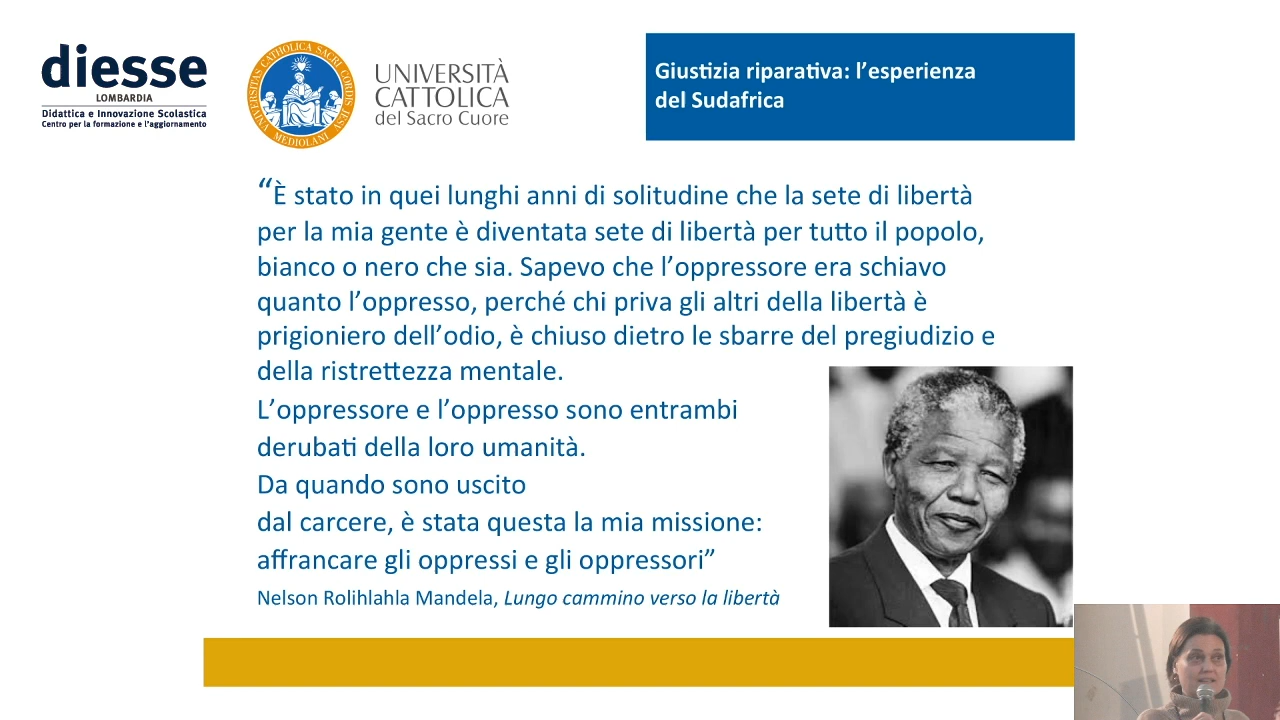 diesse
LOMBARDIA
Didattica e Innovazione Scolastica
Centro per la formazione e l'aggiornamento
UNIVERSITÀ
CATTOLICA
del Sacro Cuore
Giustizia riparativa: l’esperienza
del Sudafrica
“È stato in quei lunghi anni di solitudine che la sete di libertà
per la mia gente è diventata sete di libertà per tutto il popolo,
bianco o nero che sia. Sapevo che l’oppressore era schiavo
quanto l’oppresso, perché chi priva gli altri della libertà è
prigioniero dell’odio, è chiuso dietro le sbarre del pregiudizio e
della ristrettezza mentale.
L’oppressore e l’oppresso sono entrambi
derubati della loro umanità.
Da quando sono uscito
dal carcere, è stata questa la mia missione:
affrancare gli oppressi e gli oppressori”
Nelson Rolihlahla Mandela, Lungo cammino verso la libertà